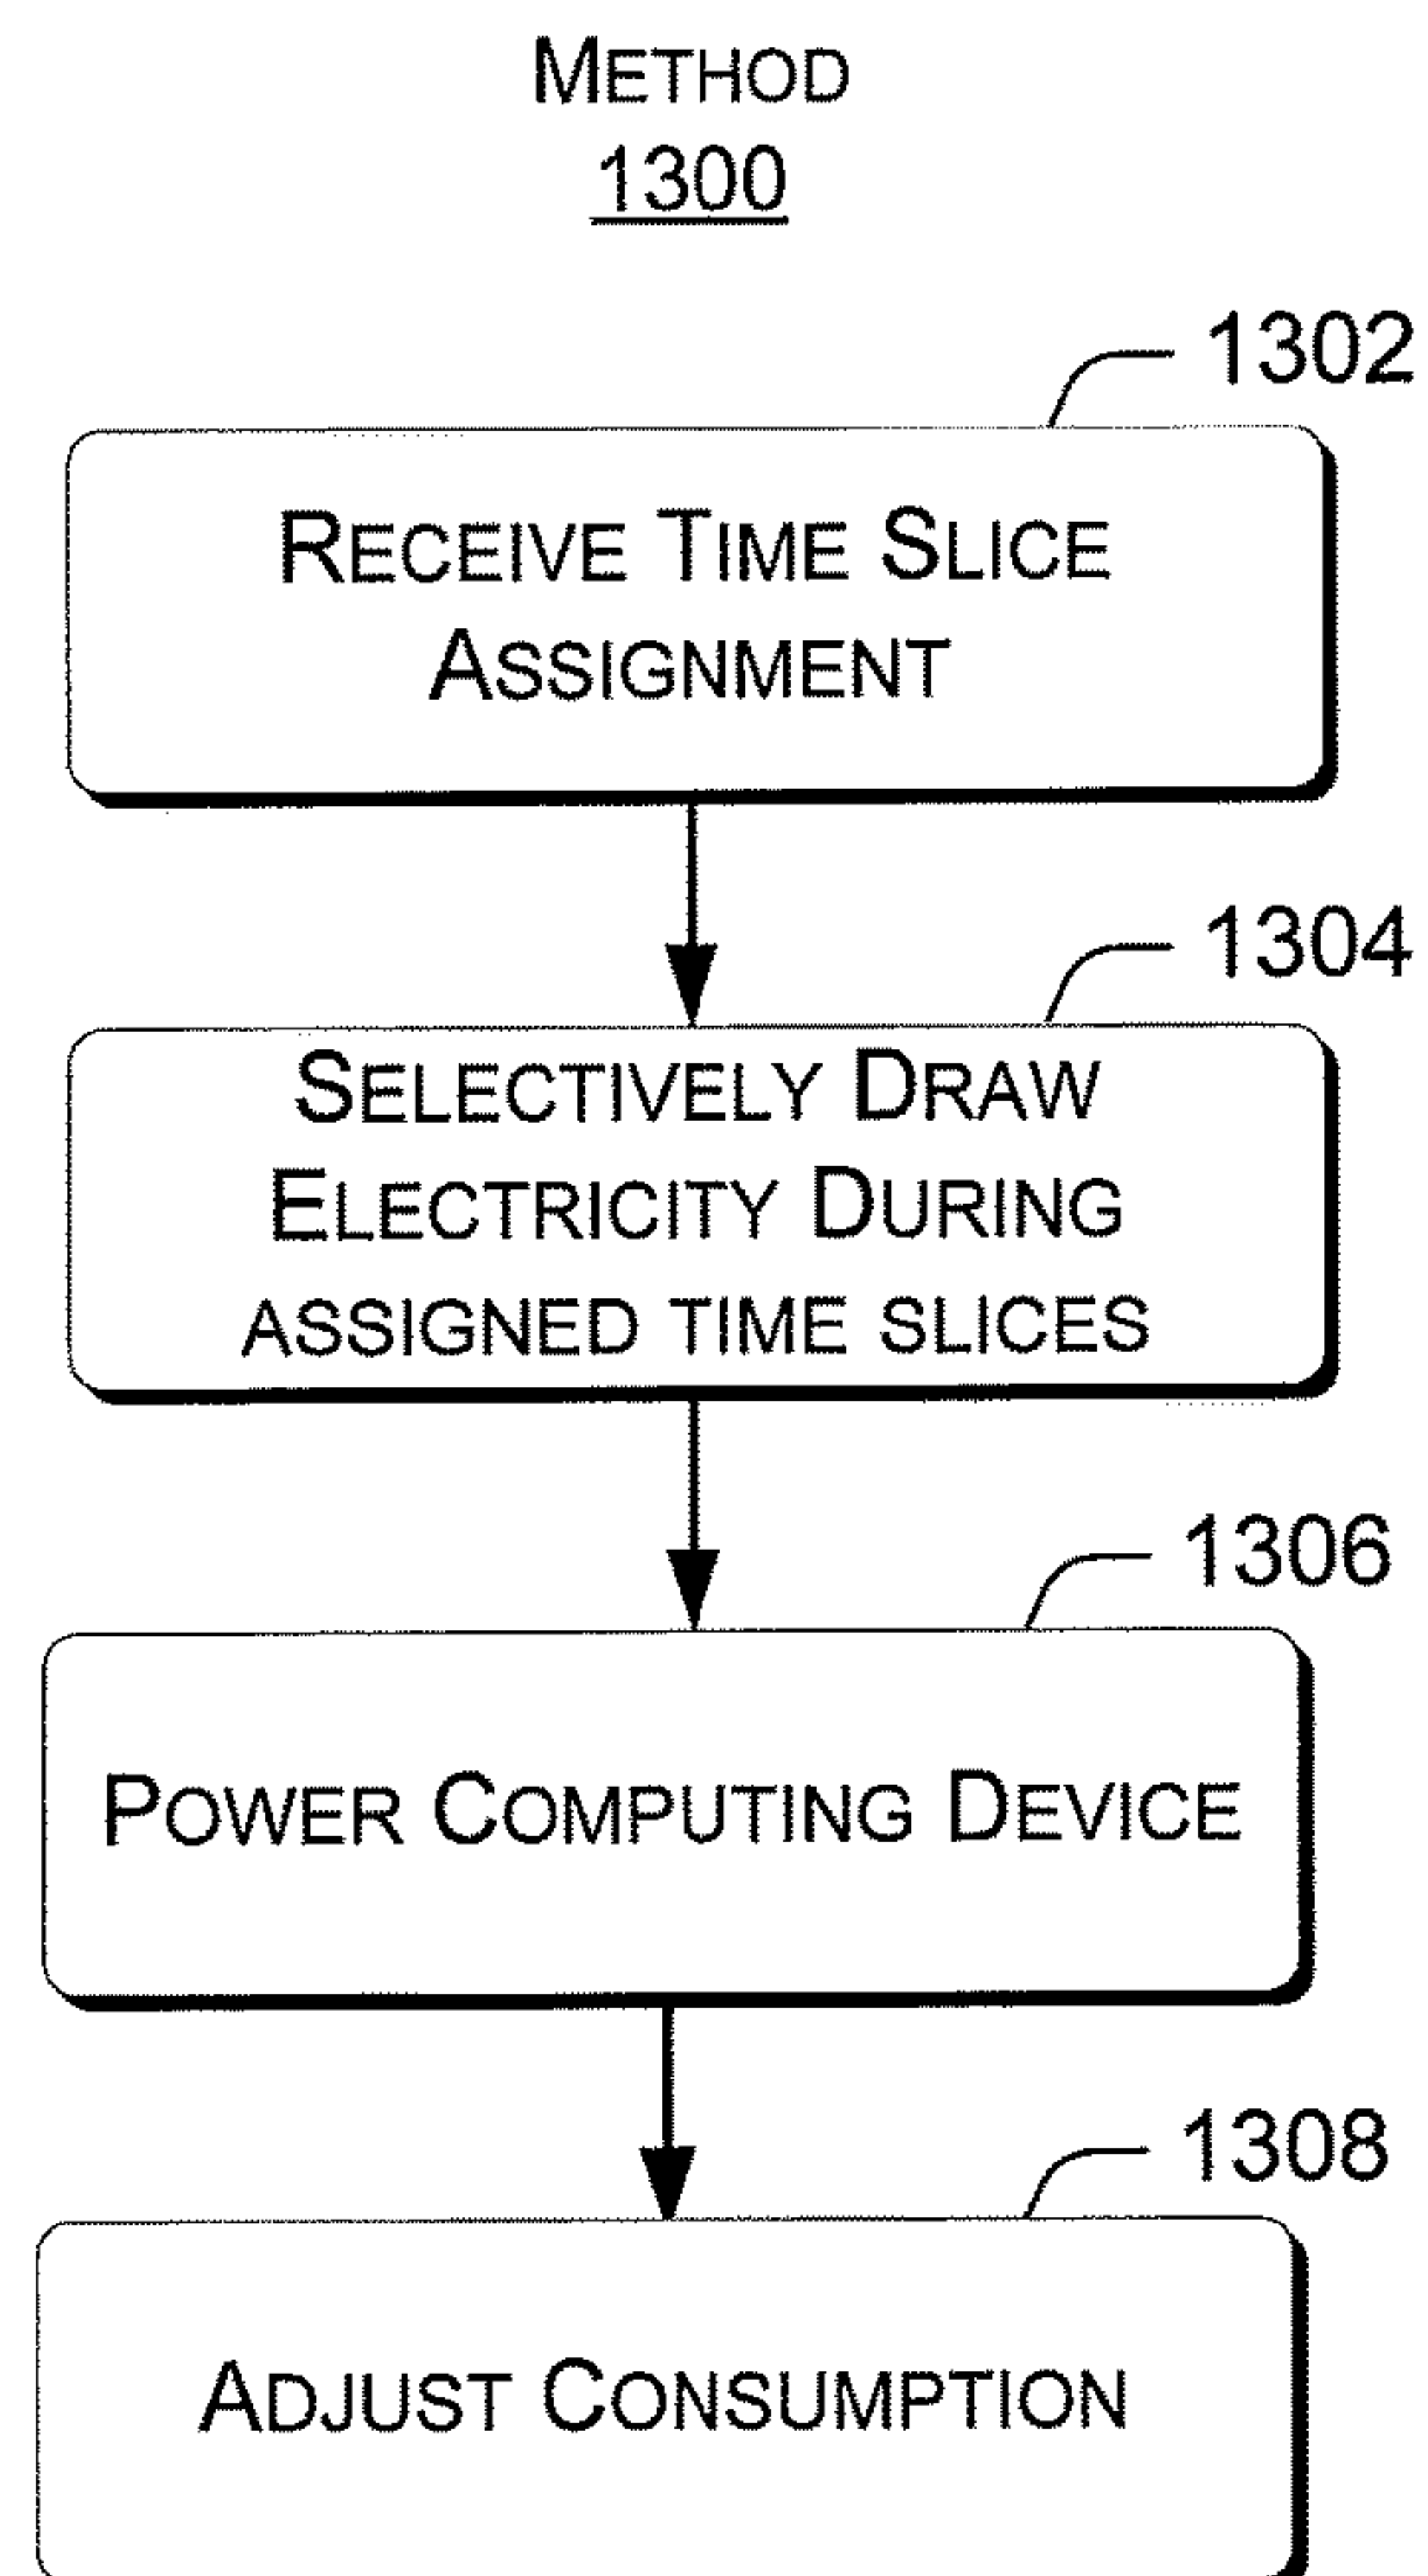 METHOD
1300
1302
RECEIVE TIME SLICE
ASSIGNMENT
1304
SELECTIVELY DRAW
ELECTRICITY DURING
ASSIGNED TIME SLICES
1306
POWER COMPUTING DEVICE
1308
ADJUST CONSUMPTION